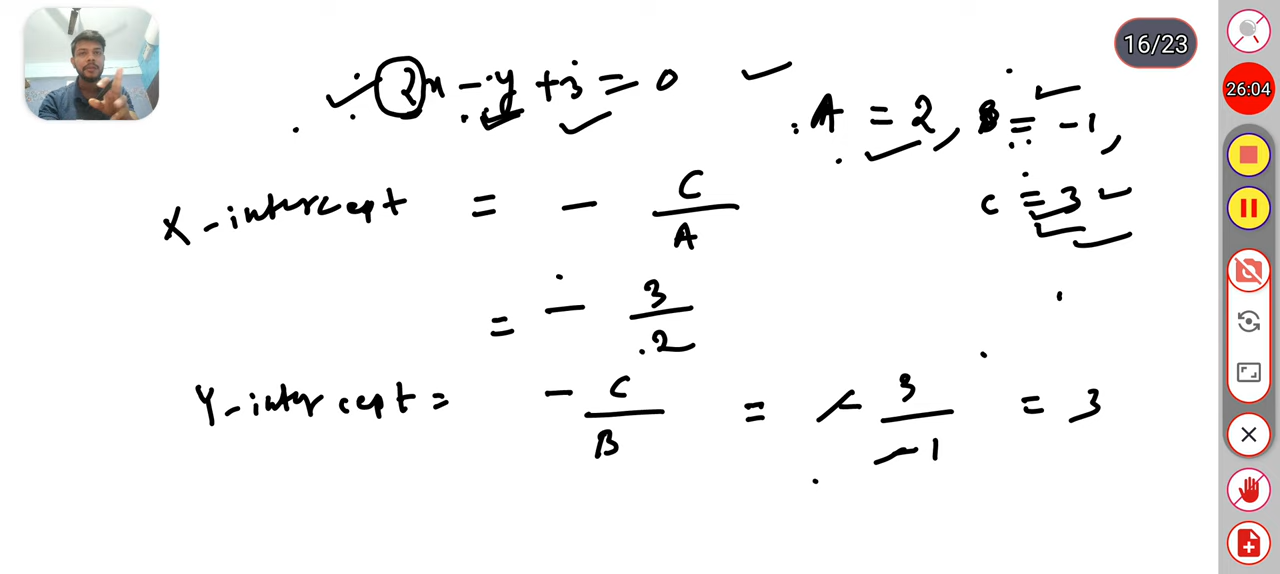 16/23
26:04
2x - y + 3 = 0
A = 2, B = -1,
C = 3
X-intercept = - C/A
= - 3/2
Y-intercept = - C/B = - 3/-1 = 3